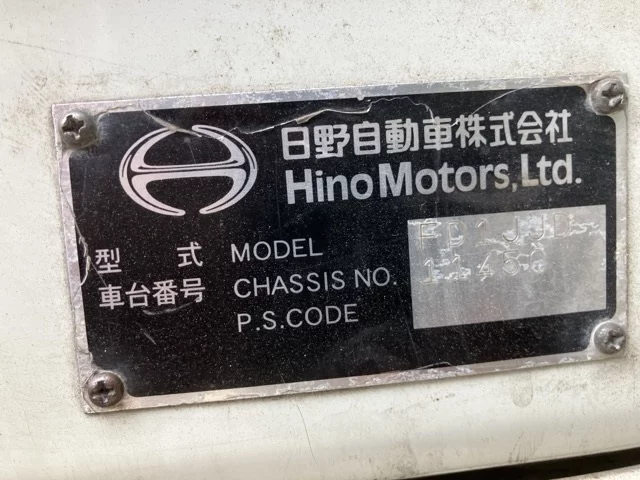 日野自動車株式会社
Hino Motors, Ltd.
型 式 MODEL
車台番号 CHASSIS NO.
P.S.CODE